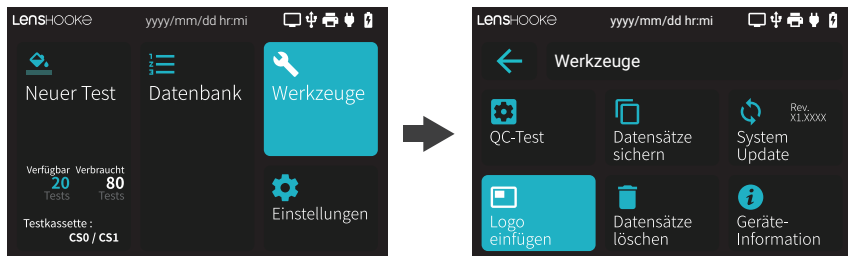 LENSHOOKE yyyy/mm/dd hr:mi
Neuer Test
Datenbank
Werkzeuge
Verfügbar Verbraucht
20 80
Tests Tests
Testkassette :
CS0 / CS1
Einstellungen
LENSHOOKE yyyy/mm/dd hr:mi
Werkzeuge
QC-Test
Datensätze
sichern
Rev.
X1.XXXX
System
Update
Logo
einfügen
Datensätze
löschen
Geräte-
Information